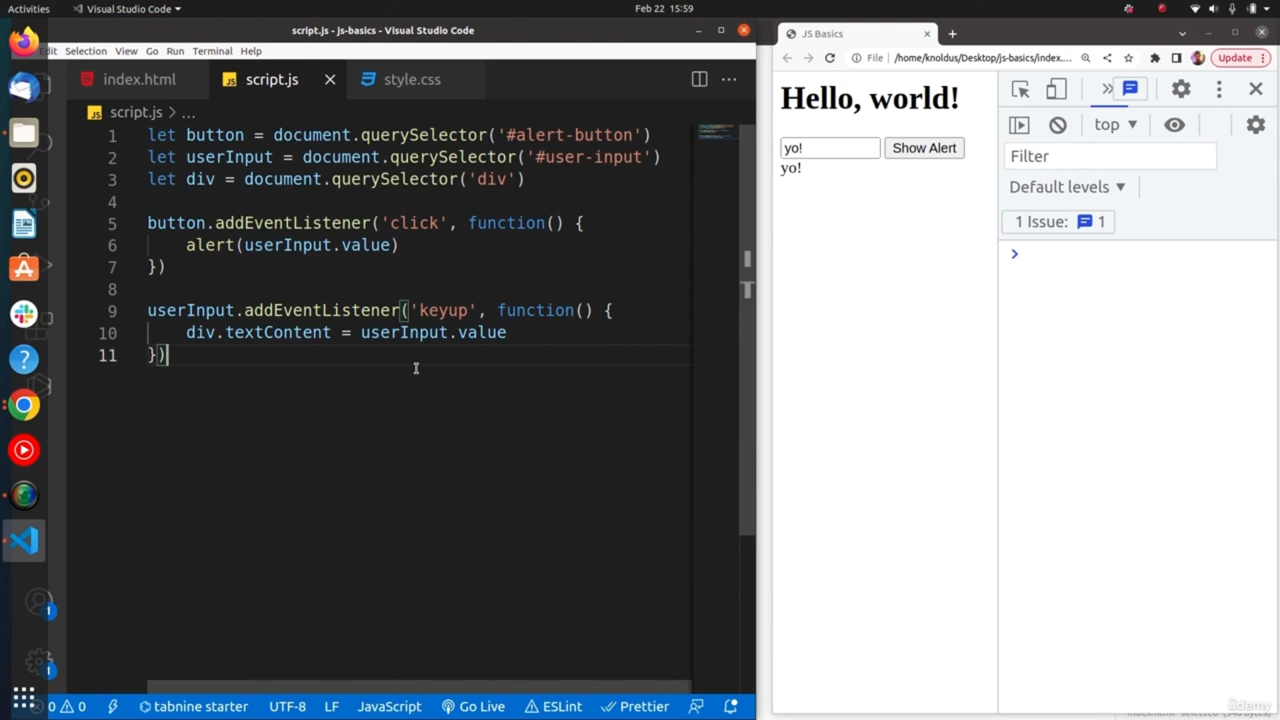 Activities
Visual Studio Code
Feb 22 15:59
script.js - js-basics - Visual Studio Code
Edit Selection View Go Run Terminal Help
index.html
script.js
style.css
script.js > ...
1 let button = document.querySelector('#alert-button')
2 let userInput = document.querySelector('#user-input')
3 let div = document.querySelector('div')
4
5 button.addEventListener('click', function() {
6 alert(userInput.value)
7 })
8
9 userInput.addEventListener('keyup', function() {
10 div.textContent = userInput.value
11 })
1
1
0 0 tabnine starter UTF-8 LF JavaScript Go Live ESLint Prettier
JS Basics
File /home/knoldus/Desktop/js-basics/index....
Update
Hello, world!
yo!
Show Alert
yo!
top
Filter
Default levels
1 Issue: 1
ûdemy